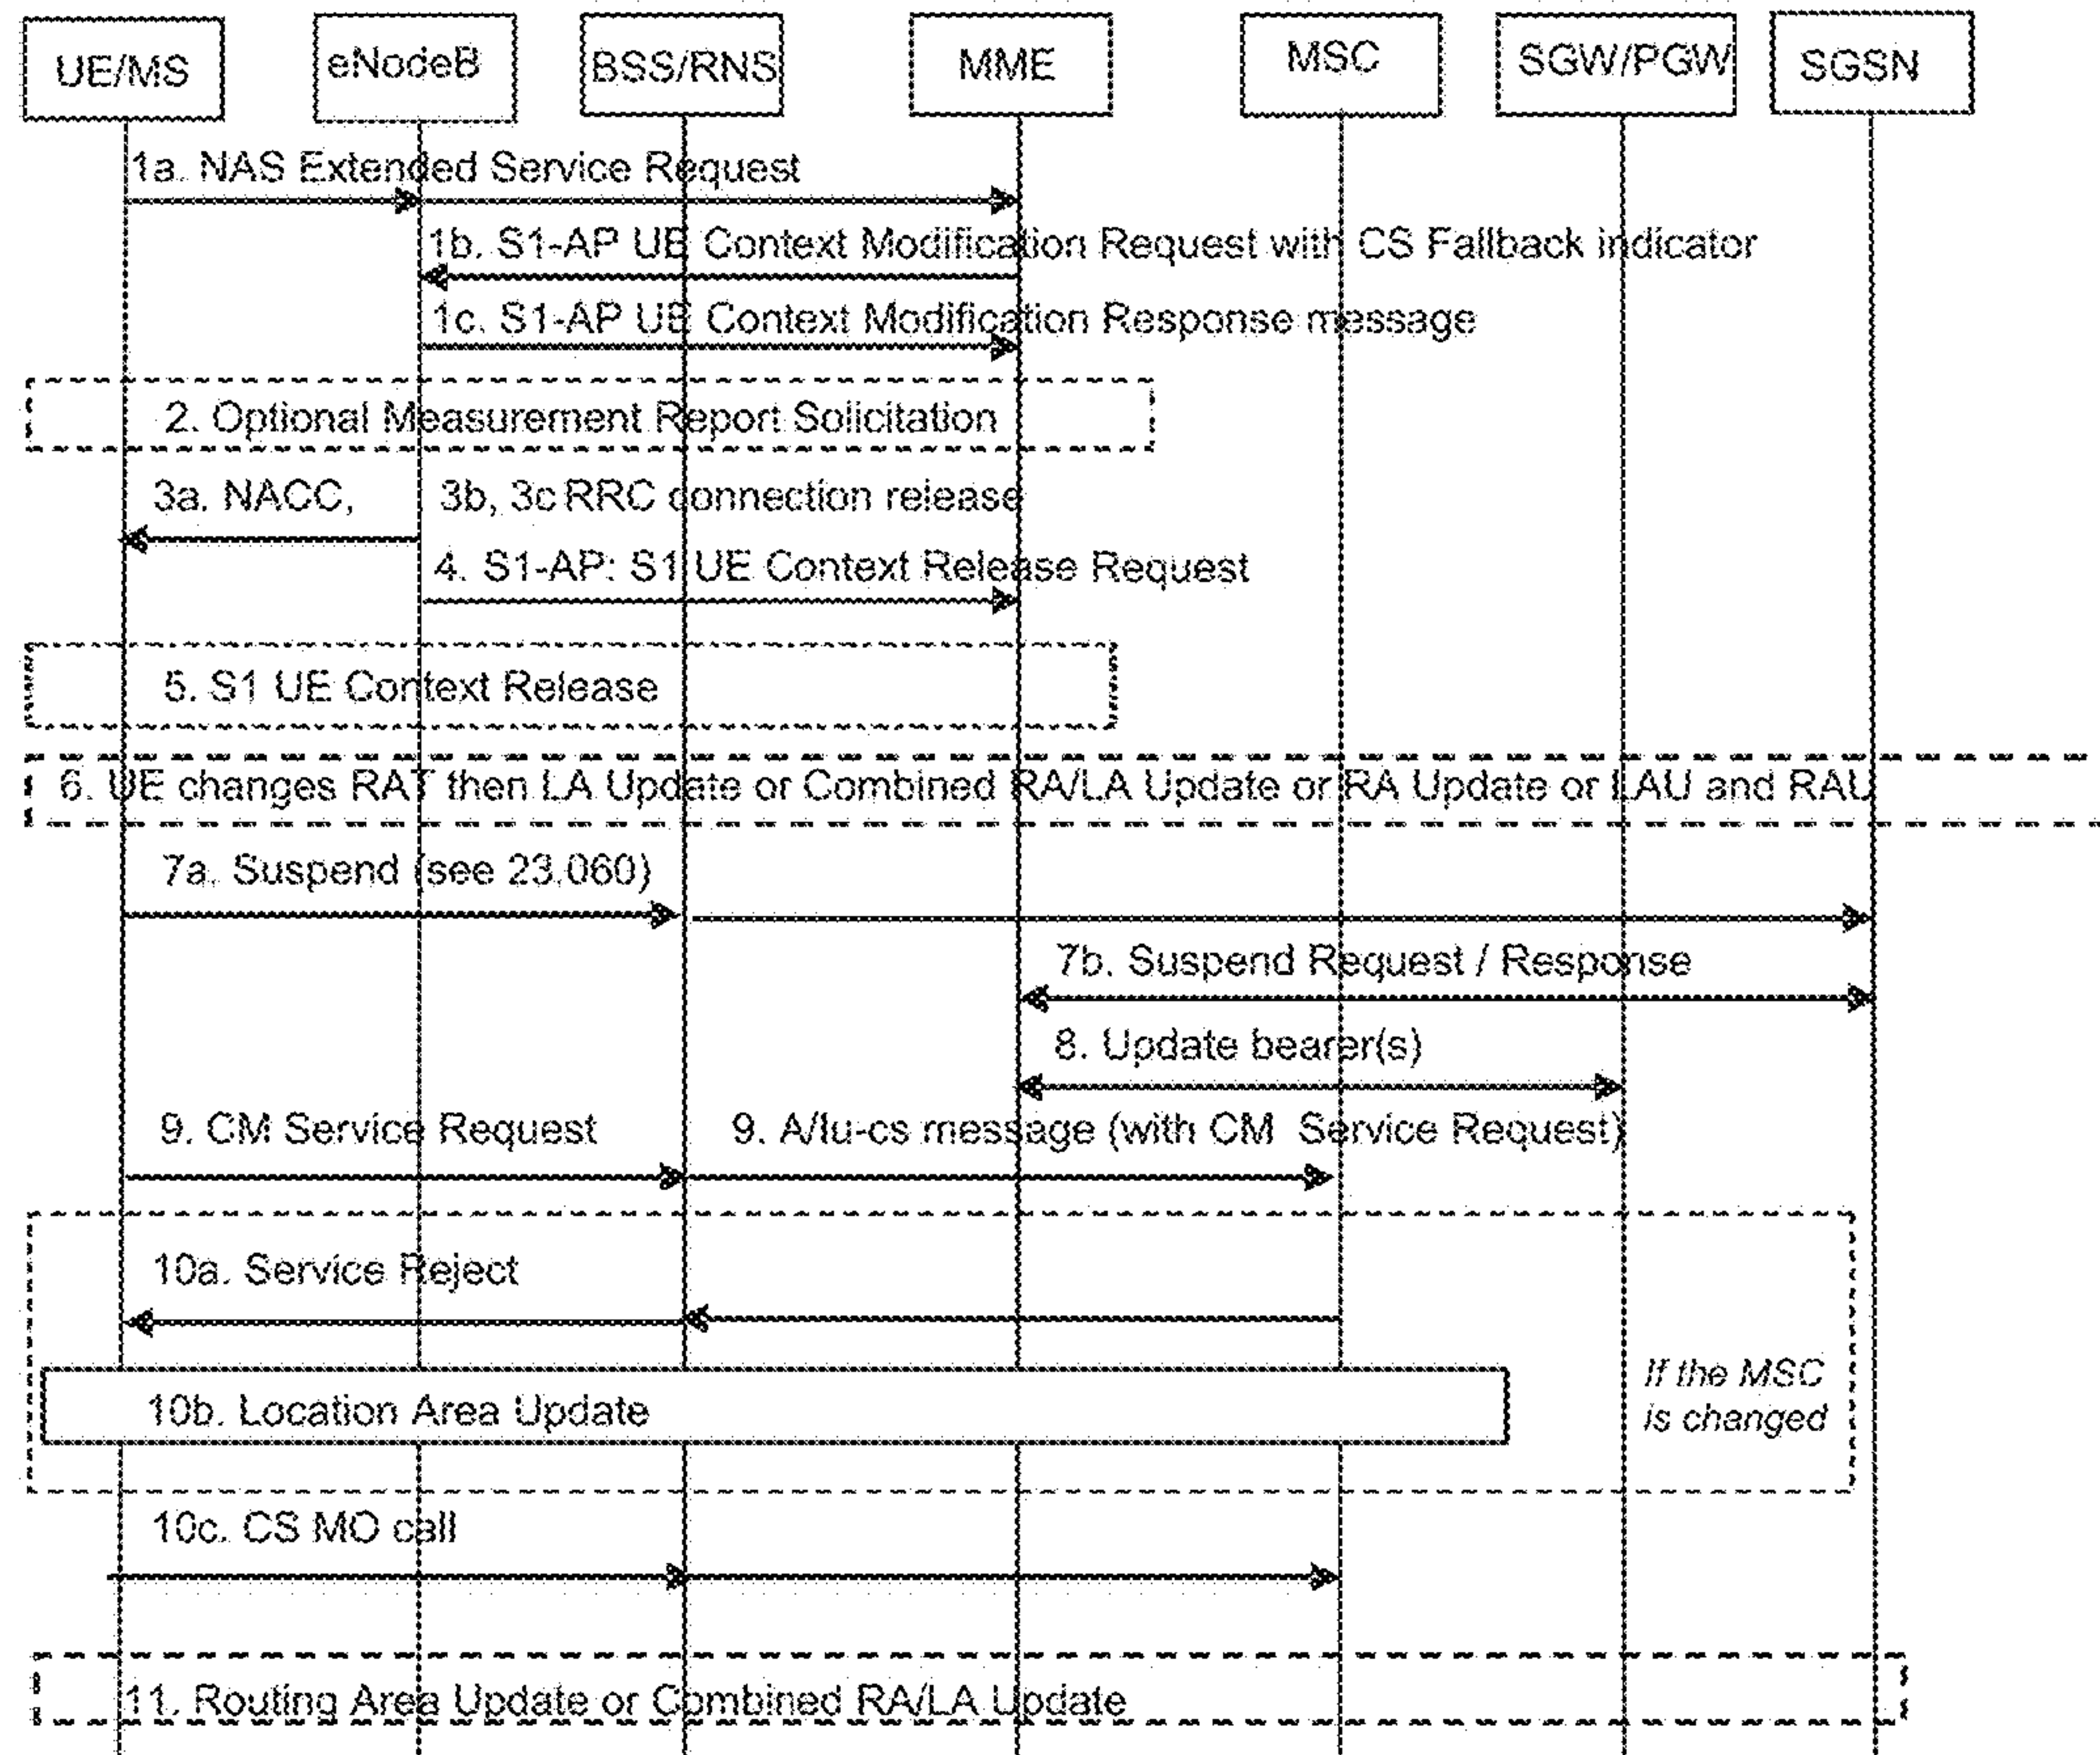 UE/MS
eNodeB
BSS/RNS
MME
MSC
SGW/PGW
SGSN
1a. NAS Extended Service Request
1b. S1-AP UE Context Modification Request with CS Fallback indicator
1c. S1-AP UE Context Modification Response message
2. Optional Measurement Report Solicitation
3a. NACC,
3b, 3c RRC connection release
4. S1-AP: S1 UE Context Release Request
5. S1 UE Context Release
6. UE changes RAT then LA Update or Combined RA/LA Update or RA Update or LAU and RAU
7a. Suspend (see 23.060)
7b. Suspend Request / Response
8. Update bearer(s)
9. CM Service Request
9. A/Iu-cs message (with CM Service Request)
10a. Service Reject
10b. Location Area Update
If the MSC
is changed
10c. CS MO call
11. Routing Area Update or Combined RA/LA Update